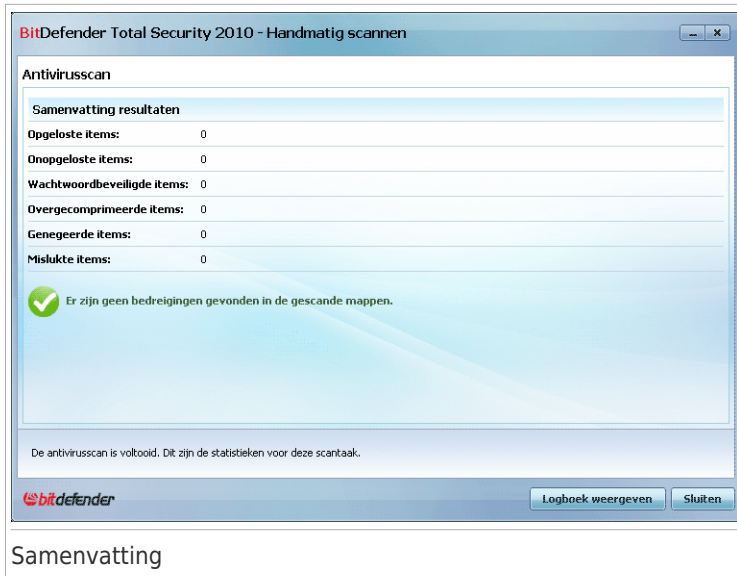 BitDefender Total Security 2010 - Handmatig scannen
Antivirusscan
Samenvatting resultaten
Opgeloste items: 0
Onopgeloste items: 0
Wachtwoordbeveiligde items: 0
Overgecomprimeerde items: 0
Genegeerde items: 0
Mislukte items: 0
Er zijn geen bedreigingen gevonden in de gescande mappen.
De antivirusscan is voltooid. Dit zijn de statistieken voor deze scantaak.
bitdefender
Logboek weergeven
Sluiten
Samenvatting